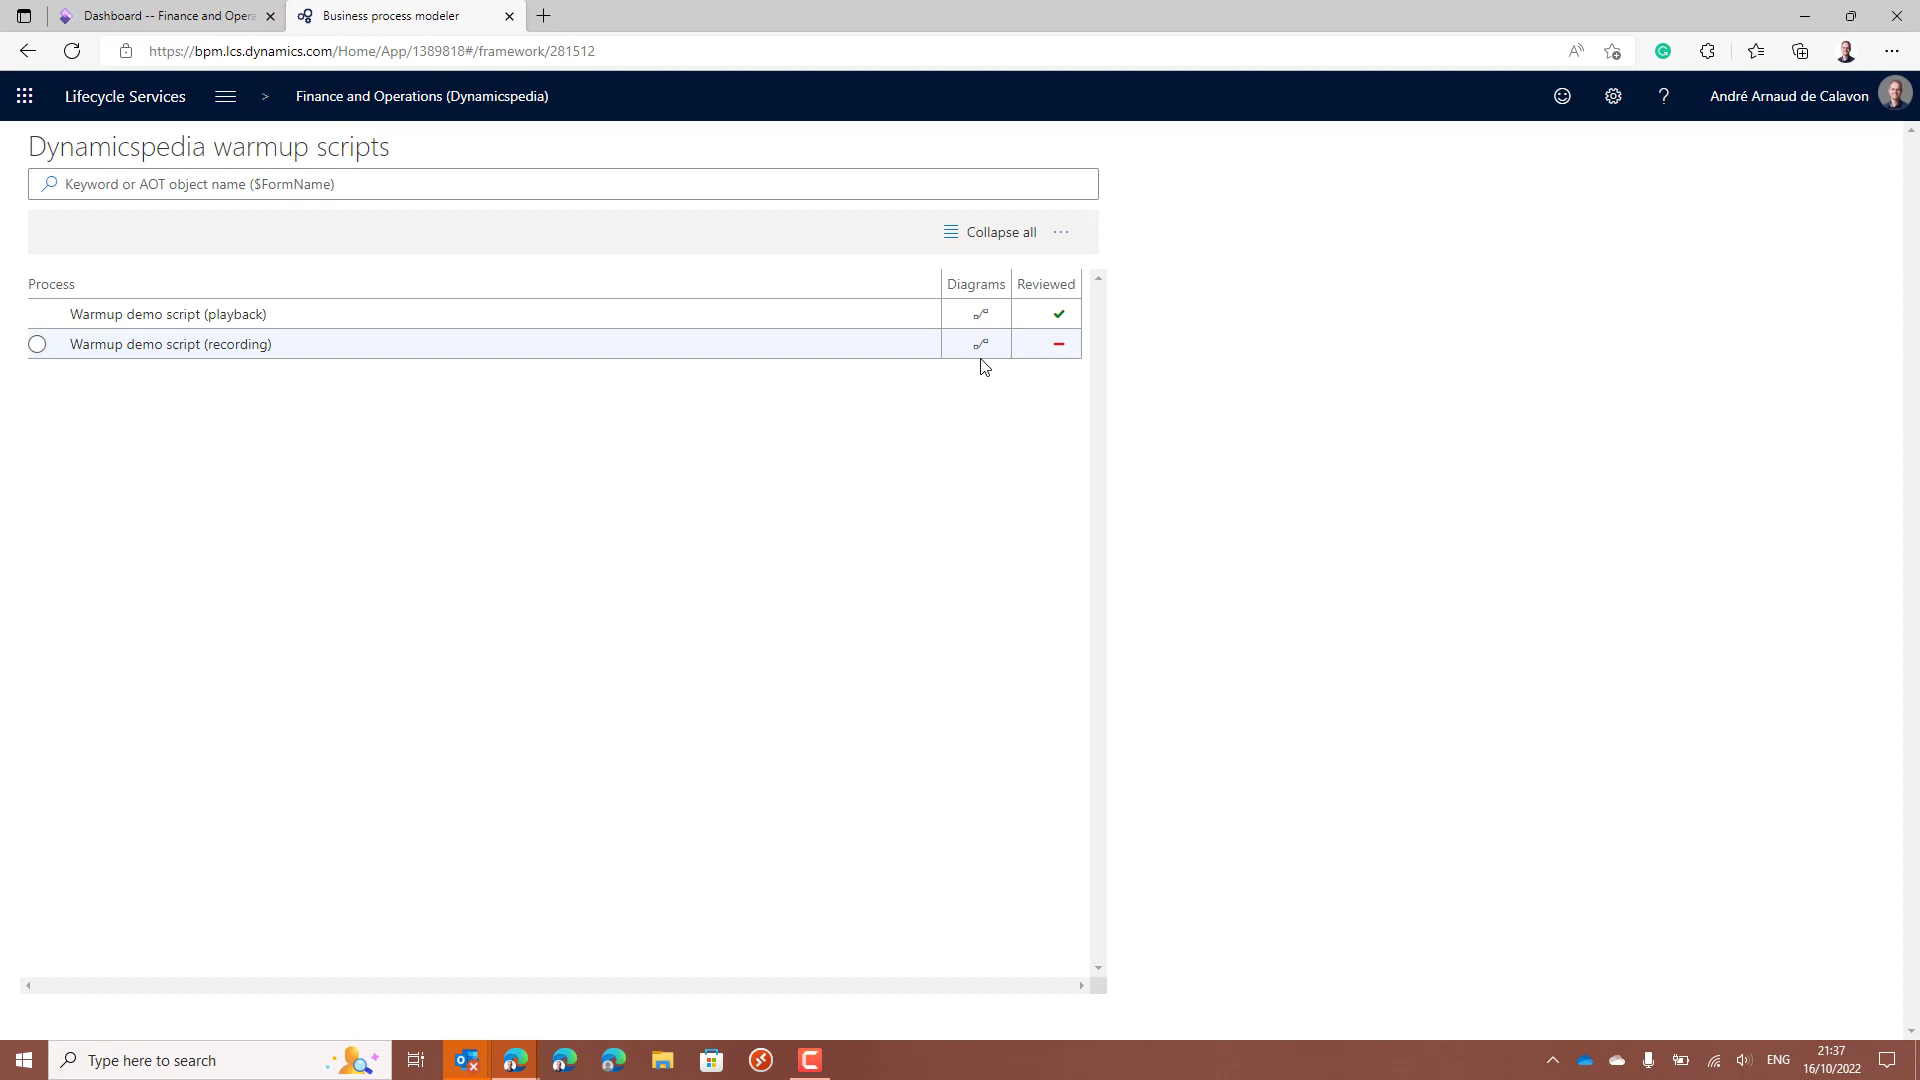 Dashboard -- Finance and Opera
Business process modeler
https://bpm.lcs.dynamics.com/Home/App/1389818#/framework/281512
Lifecycle Services > Finance and Operations (Dynamicspedia)
? André Arnaud de Calavon
Dynamicspedia warmup scripts
Keyword or AOT object name ($FormName)
Collapse all ...
Process Diagrams Reviewed
Warmup demo script (playback)
Warmup demo script (recording)
Type here to search
ENG
21:37
16/10/2022